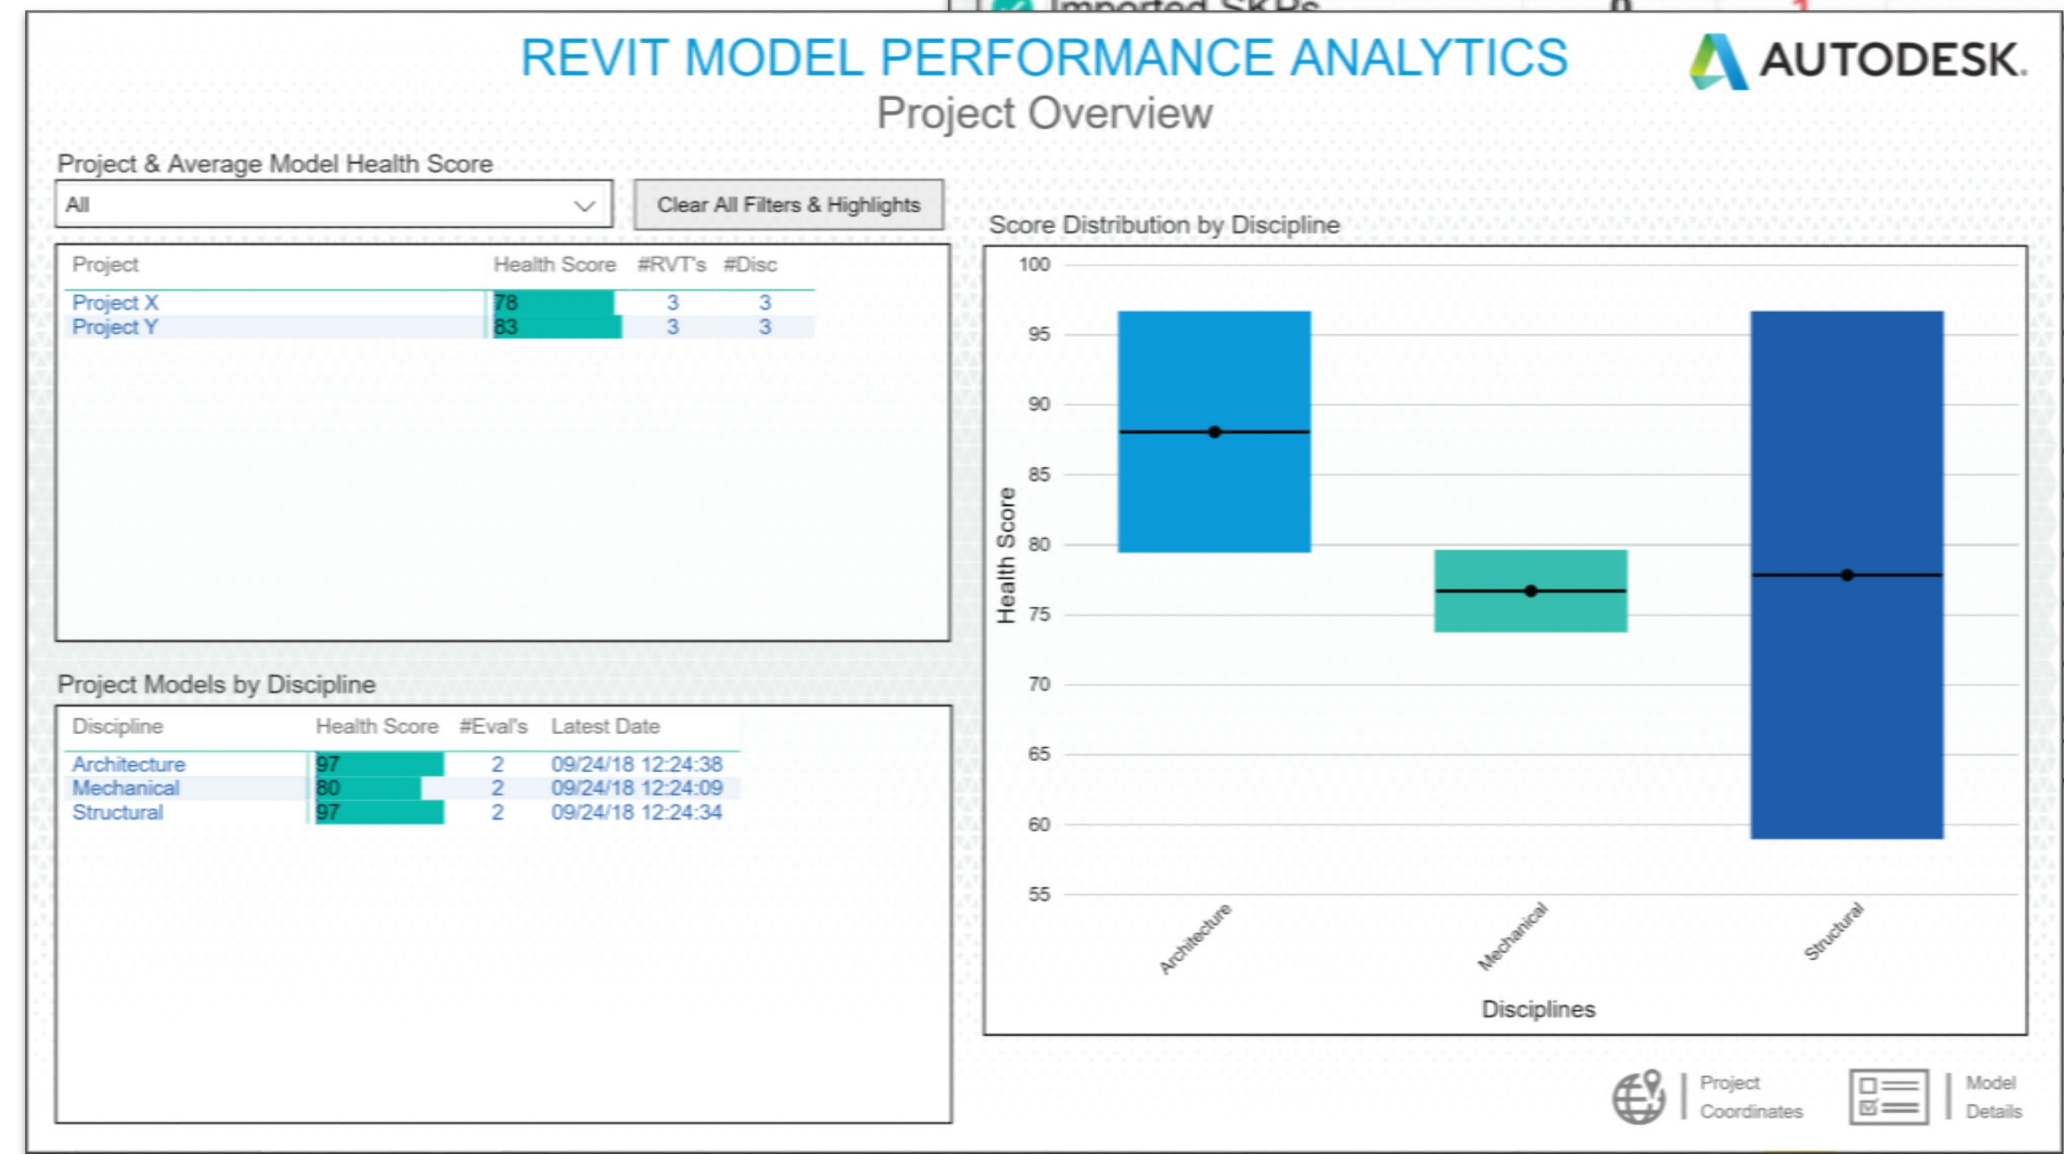 Imported SKPs 0 1
REVIT MODEL PERFORMANCE ANALYTICS
AUTODESK.
Project Overview
Project & Average Model Health Score
All
Clear All Filters & Highlights
Project Health Score #RVT's #Disc
Project X 78 3 3
Project Y 83 3 3
Project Models by Discipline
Discipline Health Score #Eval's Latest Date
Architecture 97 2 09/24/18 12:24:38
Mechanical 80 2 09/24/18 12:24:09
Structural 97 2 09/24/18 12:24:34
Score Distribution by Discipline
Health Score
100
95
90
85
80
75
70
65
60
55
Architecture
Mechanical
Structural
Disciplines
Project
Coordinates
Model
Details